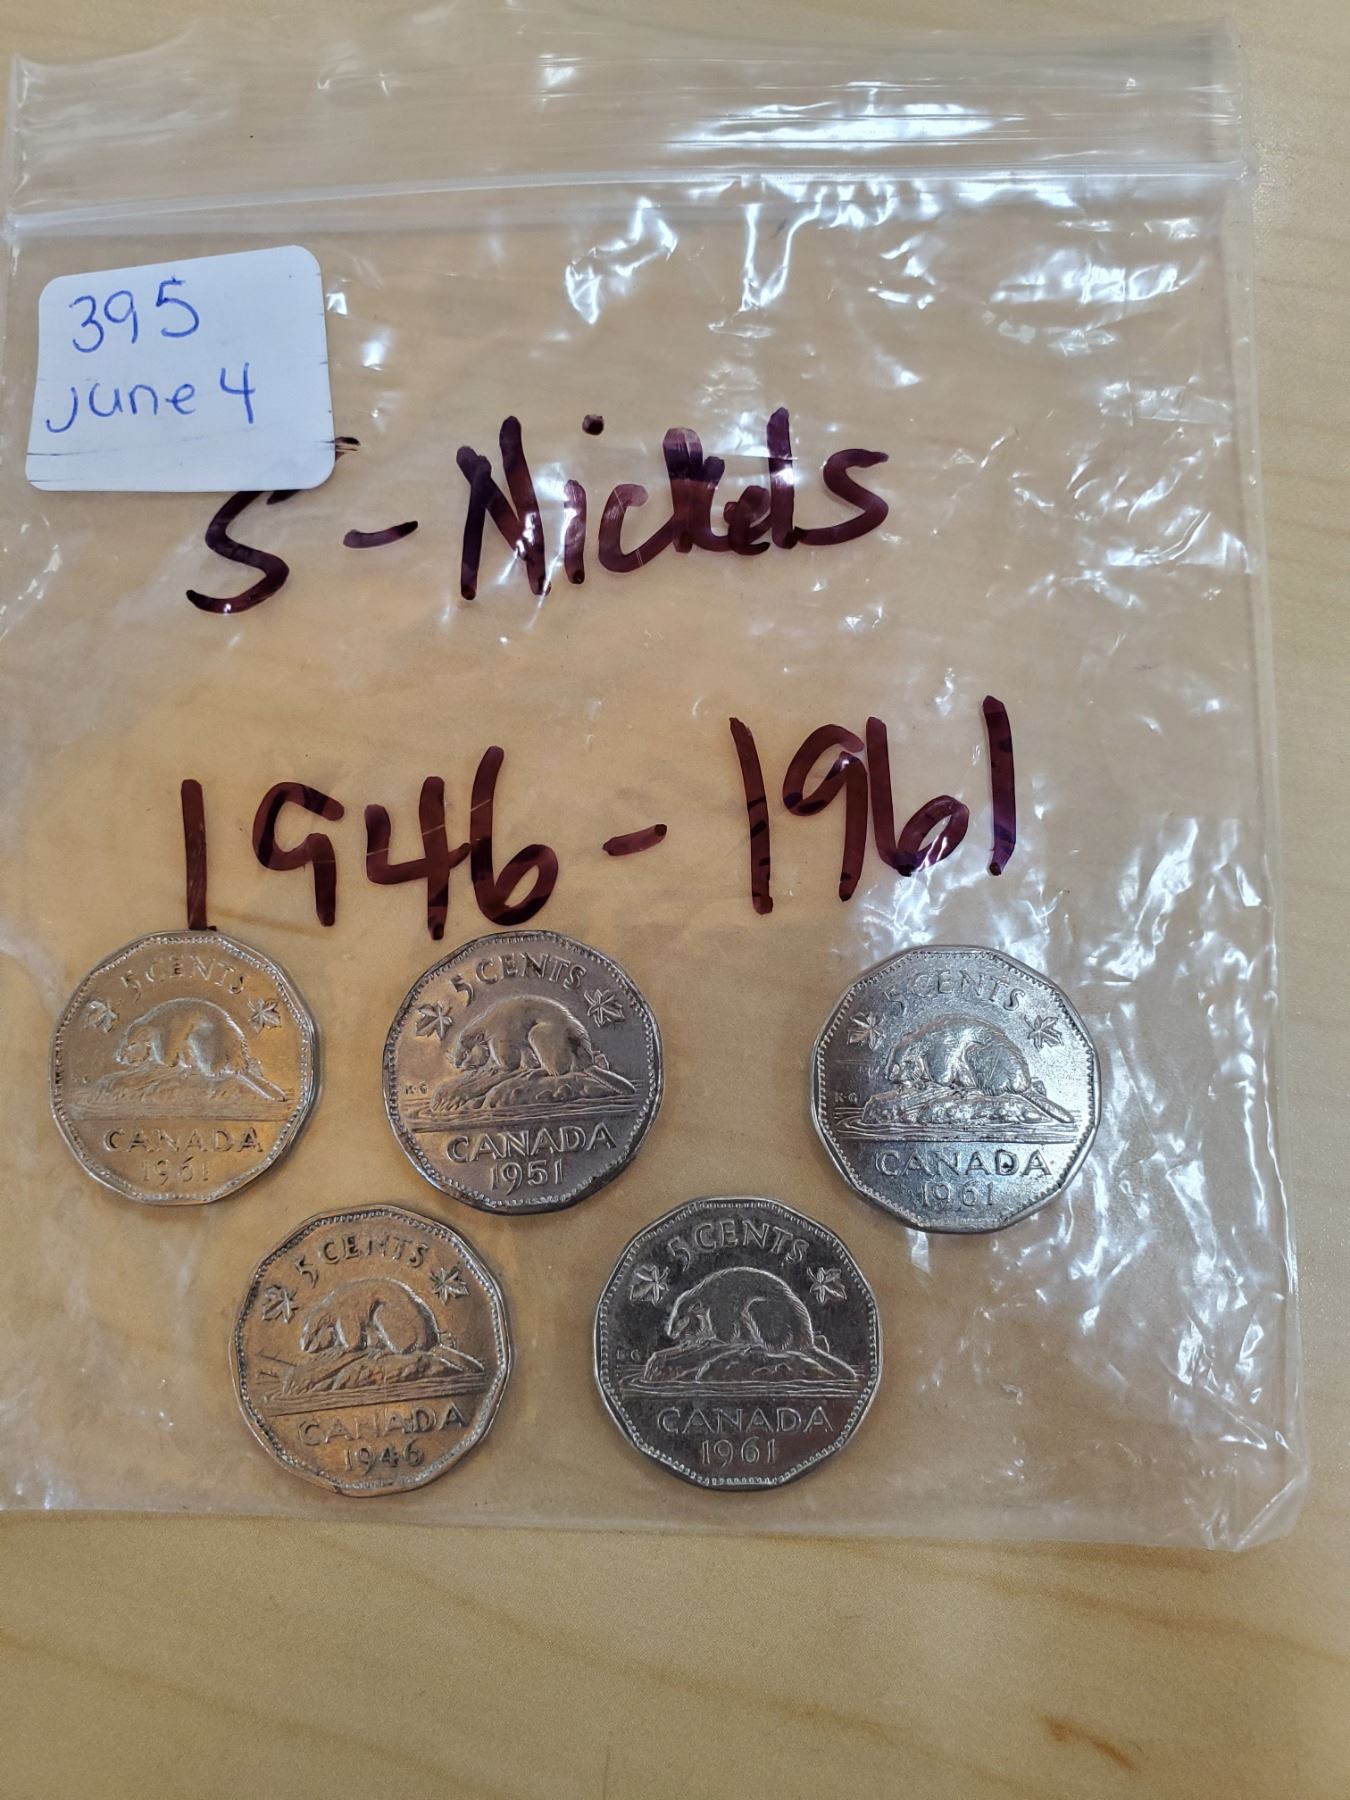 395
June 4
5-Nickels
1946-1961
5 CENTS
CANADA
1961
5 CENTS
K·G
CANADA
1951
5 CENTS
K·G
CANADA
1961
5 CENTS
CANADA
1946
5 CENTS
K·G
CANADA
1961